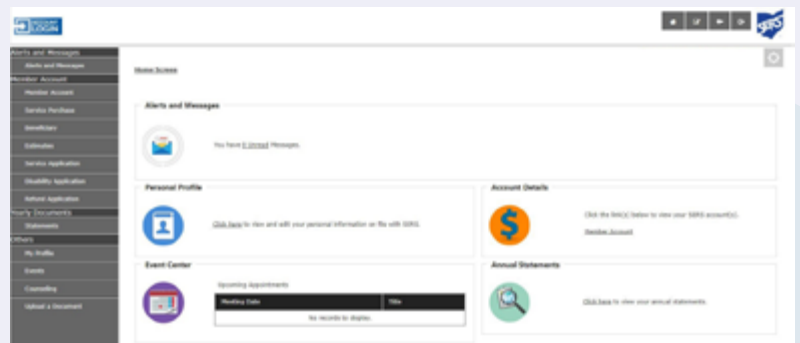 ACCOUNT
LOGIN
SERS
Alerts and Messages
Alerts and Messages
Member Account
Member Account
Service Purchase
Beneficiary
Estimates
Service Application
Disability Application
Refund Application
Yearly Documents
Statements
Others
My Profile
Events
Counseling
Upload a Document
Home Screen
Alerts and Messages
You have 0 Unread Messages.
Personal Profile
Click here to view and edit your personal information on file with SERS.
Account Details
Click the link(s) below to view your SERS account(s).
Member Account
Event Center
Upcoming Appointments
Meeting Date Title
No records to display.
Annual Statements
Click here to view your annual statements.